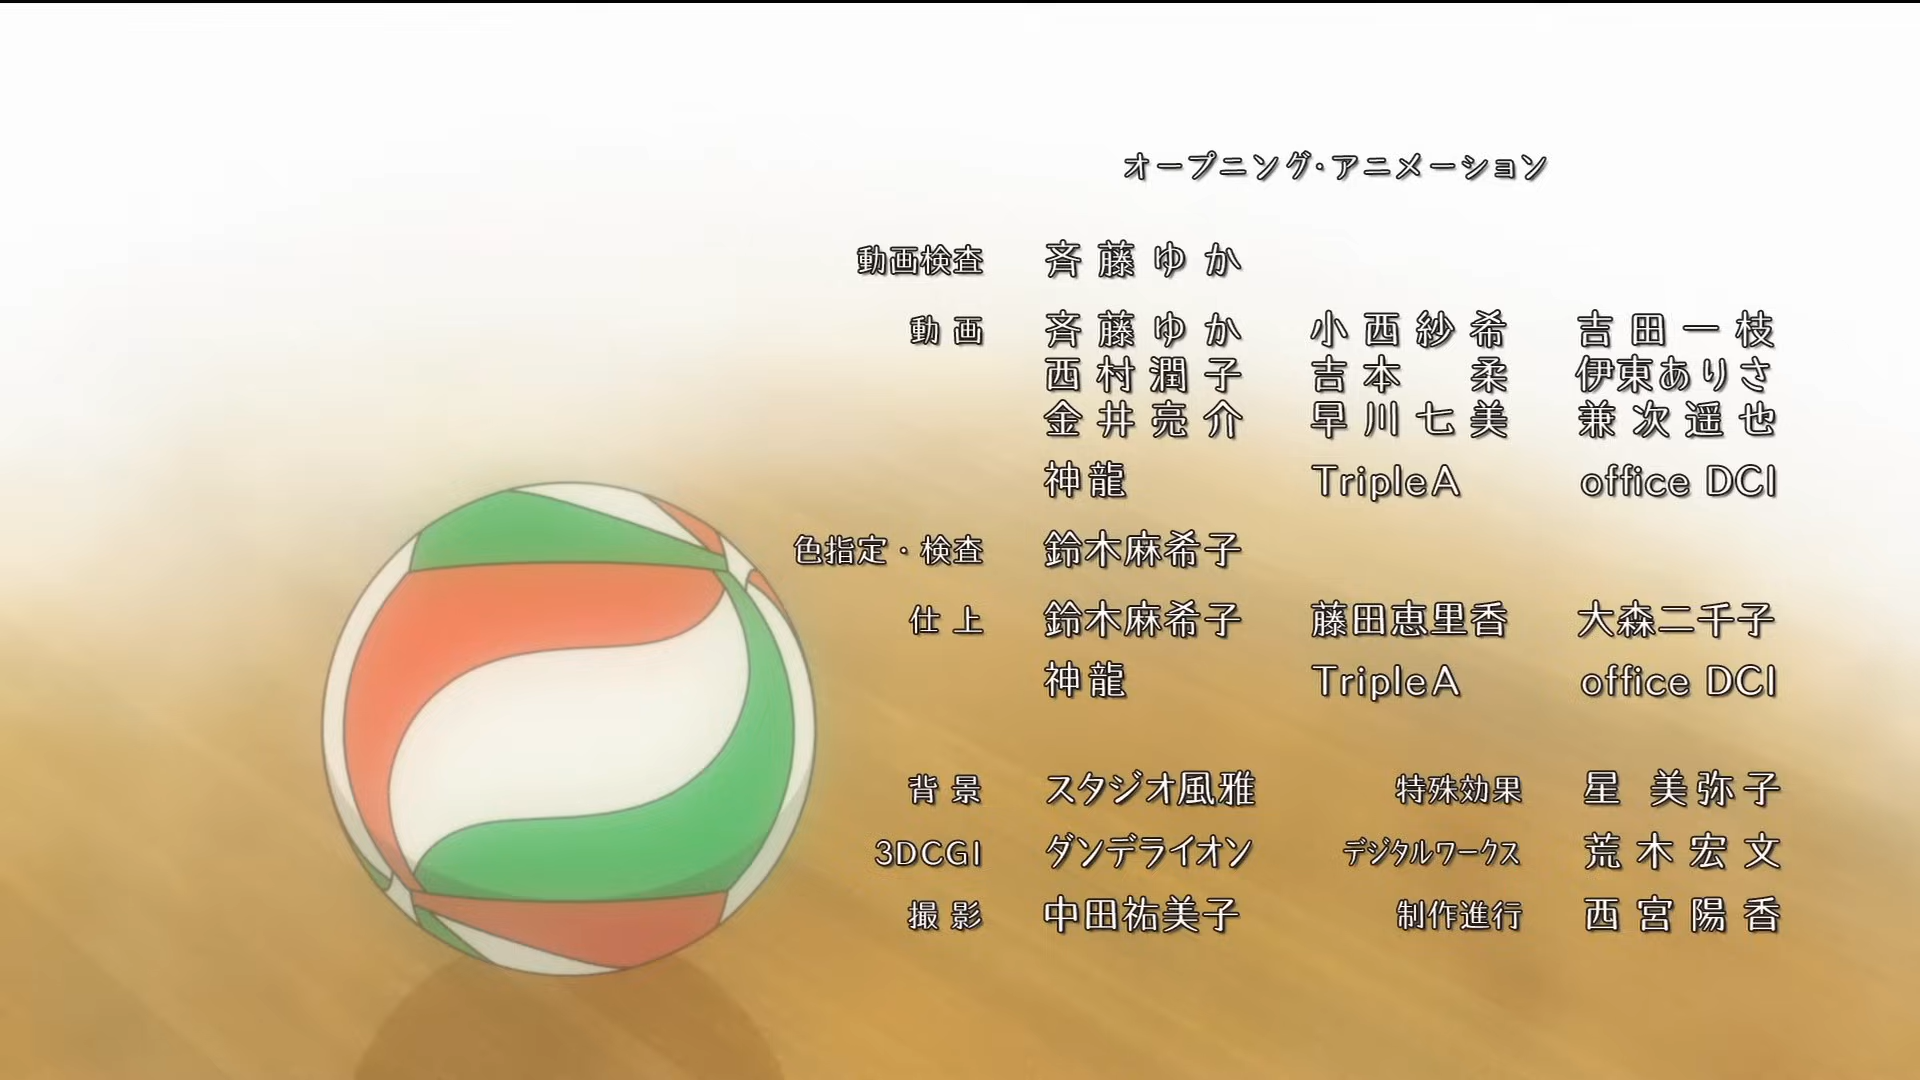 オープニング・アニメーション
動画検査 斉藤ゆか
動画 斉藤ゆか 小西紗希 吉田一枝
西村潤子 吉本 柔 伊東ありさ
金井亮介 早川七美 兼次遥也
神龍 TripleA office DCI
色指定・検査 鈴木麻希子
仕上 鈴木麻希子 藤田恵里香 大森二千子
神龍 TripleA office DCI
背景 スタジオ風雅 特殊効果 星 美弥子
3DCGI ダンデライオン デジタルワークス 荒木宏文
撮影 中田祐美子 制作進行 西宮陽香